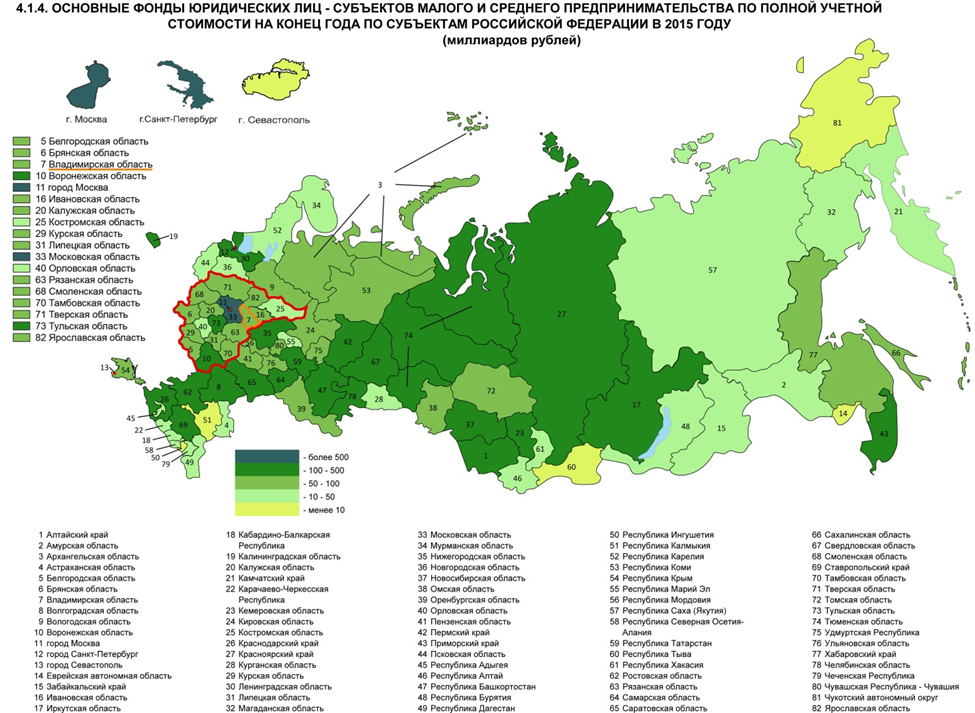 4.1.4. ОСНОВНЫЕ ФОНДЫ ЮРИДИЧЕСКИХ ЛИЦ - СУБЪЕКТОВ МАЛОГО И СРЕДНЕГО ПРЕДПРИНИМАТЕЛЬСТВА ПО ПОЛНОЙ УЧЕТНОЙ
СТОИМОСТИ НА КОНЕЦ ГОДА ПО СУБЪЕКТАМ РОССИЙСКОЙ ФЕДЕРАЦИИ В 2015 ГОДУ
(миллиардов рублей)
г. Москва
г.Санкт-Петербург
г. Севастополь
5 Белгородская область
6 Брянская область
7 Владимирская область
10 Воронежская область
11 город Москва
16 Ивановская область
20 Калужская область
25 Костромская область
29 Курская область
31 Липецкая область
33 Московская область
40 Орловская область
63 Рязанская область
68 Смоленская область
70 Тамбовская область
71 Тверская область
73 Тульская область
82 Ярославская область
- более 500
- 100 - 500
- 50 - 100
- 10 - 50
- менее 10
1 Алтайский край
2 Амурская область
3 Архангельская область
4 Астраханская область
5 Белгородская область
6 Брянская область
7 Владимирская область
8 Волгоградская область
9 Вологодская область
10 Воронежская область
11 город Москва
12 город Санкт-Петербург
13 город Севастополь
14 Еврейская автономная область
15 Забайкальский край
16 Ивановская область
17 Иркутская область
18 Кабардино-Балкарская
Республика
19 Калининградская область
20 Калужская область
21 Камчатский край
22 Карачаево-Черкесская
Республика
23 Кемеровская область
24 Кировская область
25 Костромская область
26 Краснодарский край
27 Красноярский край
28 Курганская область
29 Курская область
30 Ленинградская область
31 Липецкая область
32 Магаданская область
33 Московская область
34 Мурманская область
35 Нижегородская область
36 Новгородская область
37 Новосибирская область
38 Омская область
39 Оренбургская область
40 Орловская область
41 Пензенская область
42 Пермский край
43 Приморский край
44 Псковская область
45 Республика Адыгея
46 Республика Алтай
47 Республика Башкортостан
48 Республика Бурятия
49 Республика Дагестан
50 Республика Ингушетия
51 Республика Калмыкия
52 Республика Карелия
53 Республика Коми
54 Республика Крым
55 Республика Марий Эл
56 Республика Мордовия
57 Республика Саха (Якутия)
58 Республика Северная Осетия-
Алания
59 Республика Татарстан
60 Республика Тыва
61 Республика Хакасия
62 Ростовская область
63 Рязанская область
64 Самарская область
65 Саратовская область
66 Сахалинская область
67 Свердловская область
68 Смоленская область
69 Ставропольский край
70 Тамбовская область
71 Тверская область
72 Томская область
73 Тульская область
74 Тюменская область
75 Удмуртская Республика
76 Ульяновская область
77 Хабаровский край
78 Челябинская область
79 Чеченская Республика
80 Чувашская Республика - Чувашия
81 Чукотский автономный округ
82 Ярославская область